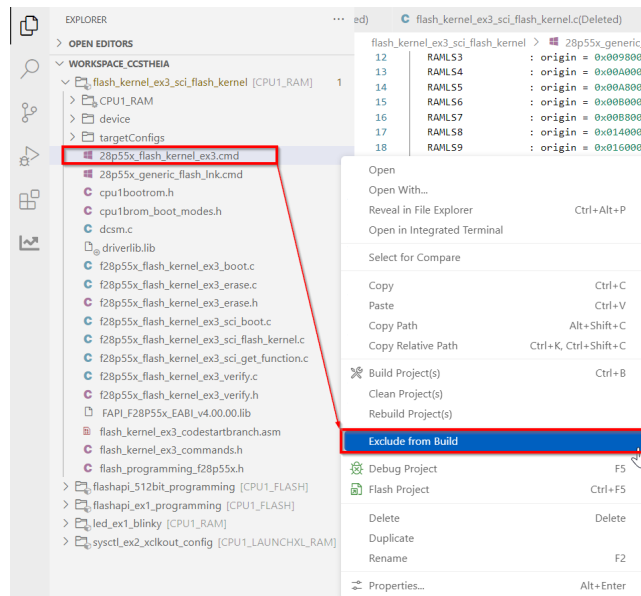 EXPLORER
OPEN EDITORS
WORKSPACE_CCSTHEIA
flash_kernel_ex3_sci_flash_kernel [CPU1_RAM] 1
CPU1_RAM
device
targetConfigs
28p55x_flash_kernel_ex3.cmd
28p55x_generic_flash_lnk.cmd
C cpu1bootrom.h
C cpu1brom_boot_modes.h
C dcsm.c
driverlib.lib
C f28p55x_flash_kernel_ex3_boot.c
C f28p55x_flash_kernel_ex3_erase.c
C f28p55x_flash_kernel_ex3_erase.h
C f28p55x_flash_kernel_ex3_sci_boot.c
C f28p55x_flash_kernel_ex3_sci_flash_kernel.c
C f28p55x_flash_kernel_ex3_sci_get_function.c
C f28p55x_flash_kernel_ex3_verify.c
C f28p55x_flash_kernel_ex3_verify.h
FAPI_F28P55x_EABI_v4.00.00.lib
flash_kernel_ex3_codestartbranch.asm
C flash_kernel_ex3_commands.h
C flash_programming_f28p55x.h
flashapi_512bit_programming [CPU1_FLASH]
flashapi_ex1_programming [CPU1_FLASH]
led_ex1_blinky [CPU1_RAM]
sysctl_ex2_xclkout_config [CPU1_LAUNCHXL_RAM]
ed) C flash_kernel_ex3_sci_flash_kernel.c(Deleted)
flash_kernel_ex3_sci_flash_kernel > 28p55x_generic_
12 RAMLS3 : origin = 0x009800
13 RAMLS4 : origin = 0x00A000
14 RAMLS5 : origin = 0x00A800
15 RAMLS6 : origin = 0x00B000
16 RAMLS7 : origin = 0x00B800
17 RAMLS8 : origin = 0x014000
18 RAMLS9 : origin = 0x016000
Open
Open With...
Reveal in File Explorer Ctrl+Alt+P
Open in Integrated Terminal
Select for Compare
Copy Ctrl+C
Paste Ctrl+V
Copy Path Alt+Shift+C
Copy Relative Path Ctrl+K, Ctrl+Shift+C
Build Project(s) Ctrl+B
Clean Project(s)
Rebuild Project(s)
Exclude from Build
Debug Project F5
Flash Project Ctrl+F5
Delete Delete
Duplicate
Rename F2
Properties... Alt+Enter